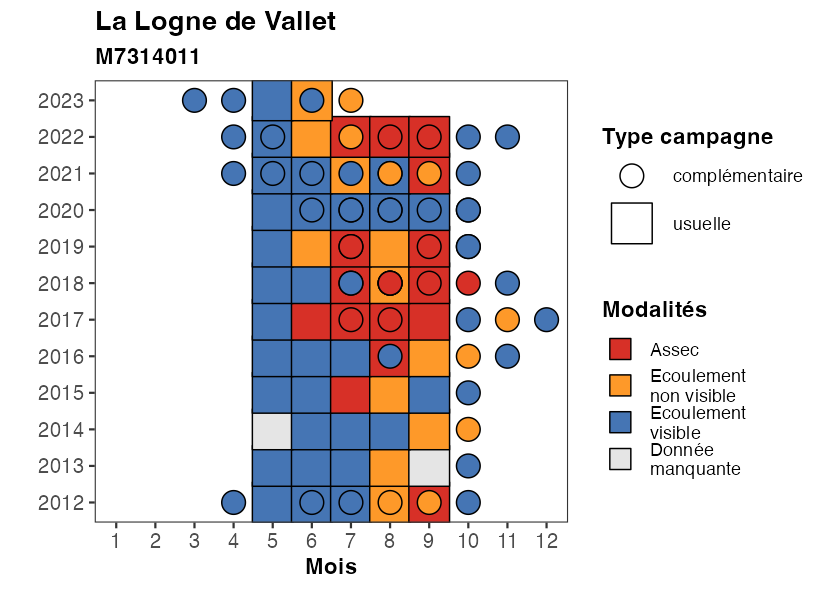 La Logne de Vallet
M7314011
2023
2022
2021
2020
2019
2018
2017
2016
2015
2014
2013
2012
1 2 3 4 5 6 7 8 9 10 11 12
Mois
Type campagne
complémentaire
usuelle
Modalités
Assec
Ecoulement
non visible
Ecoulement
visible
Donnée
manquante